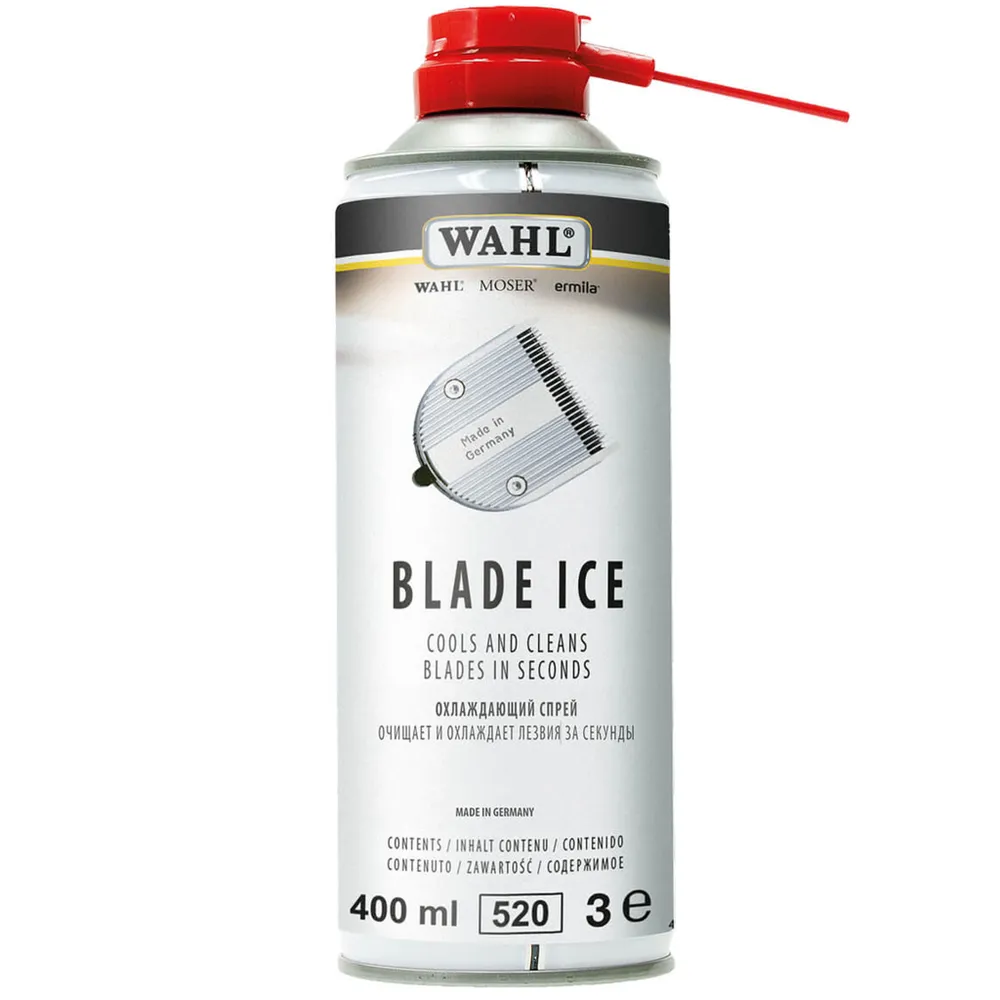 WAHL®
WAHL® MOSER® ermila
Made in
Germany
BLADE ICE
COOLS AND CLEANS
BLADES IN SECONDS
ОХЛАЖДАЮЩИЙ СПРЕЙ
ОЧИЩАЕТ И ОХЛАЖДАЕТ ЛЕЗВИЯ ЗА СЕКУНДЫ
MADE IN GERMANY
CONTENTS / INHALT CONTENU / CONTENIDO
CONTENUTO / ZAWARTOŚĆ / СОДЕРЖИМОЕ
400 ml 520 3 ℮